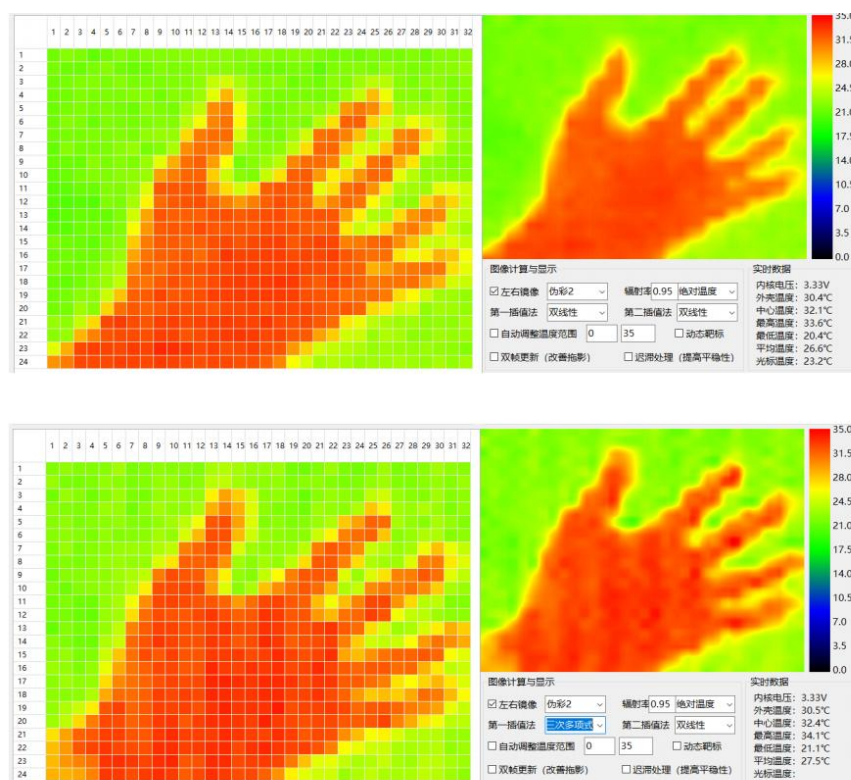 1 2 3 4 5 6 7 8 9 10 11 12 13 14 15 16 17 18 19 20 21 22 23 24 25 26 27 28 29 30 31 32
1
2
3
4
5
6
7
8
9
10
11
12
13
14
15
16
17
18
19
20
21
22
23
24
35.0
31.5
28.0
24.5
21.0
17.5
14.0
10.5
7.0
3.5
0.0
图像计算与显示
左右镜像 伪彩2 辐射率 0.95 绝对温度
第一插值法 双线性 第二插值法 双线性
自动调整温度范围 0 35 动态靶标
双帧更新 (改善拖影) 迟滞处理 (提高平稳性)
实时数据
内核电压: 3.33V
外壳温度: 30.4℃
中心温度: 32.1℃
最高温度: 33.6℃
最低温度: 20.4℃
平均温度: 26.6℃
光标温度: 23.2℃
1 2 3 4 5 6 7 8 9 10 11 12 13 14 15 16 17 18 19 20 21 22 23 24 25 26 27 28 29 30 31 32
1
2
3
4
5
6
7
8
9
10
11
12
13
14
15
16
17
18
19
20
21
22
23
24
35.0
31.5
28.0
24.5
21.0
17.5
14.0
10.5
7.0
3.5
0.0
图像计算与显示
左右镜像 伪彩2 辐射率 0.95 绝对温度
第一插值法 三次多项式 第二插值法 双线性
自动调整温度范围 0 35 动态靶标
双帧更新 (改善拖影) 迟滞处理 (提高平稳性)
实时数据
内核电压: 3.33V
外壳温度: 30.5℃
中心温度: 32.4℃
最高温度: 34.1℃
最低温度: 21.1℃
平均温度: 27.5℃
光标温度: